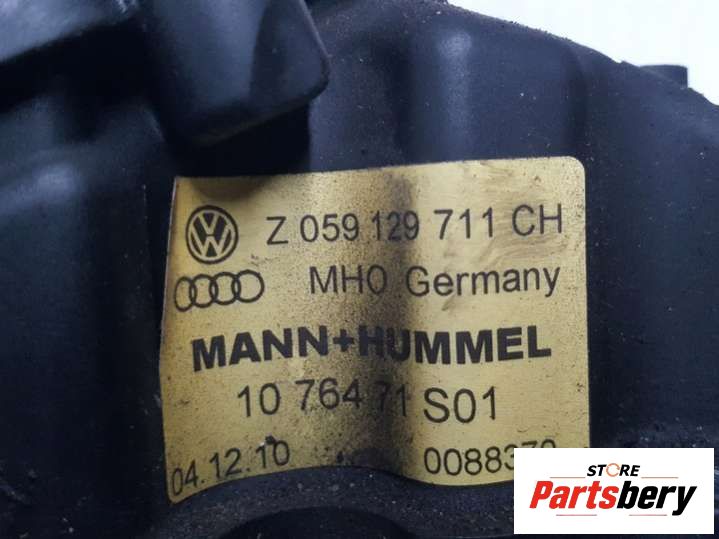 Z 059 129 711 CH
MHO Germany
MANN+HUMMEL
10 764 71 S01
04.12.10
STORE
Partsbery